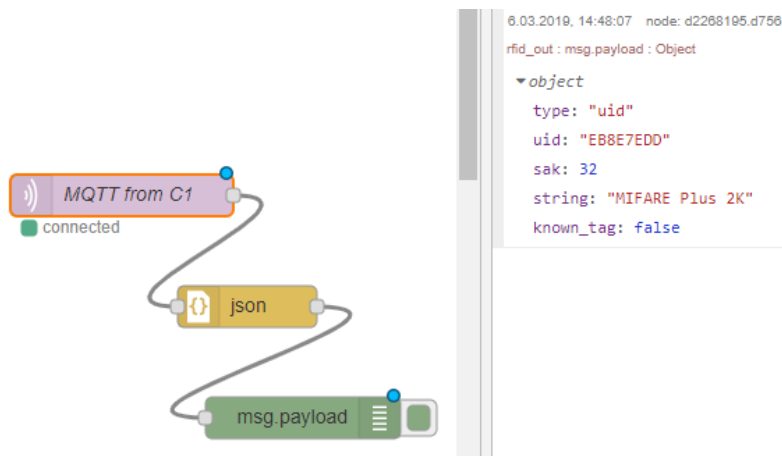 MQTT from C1
connected
json
msg.payload
6.03.2019, 14:48:07 node: d2268195.d756
rfid_out : msg.payload : Object
object
type: "uid"
uid: "EB8E7EDD"
sak: 32
string: "MIFARE Plus 2K"
known_tag: false